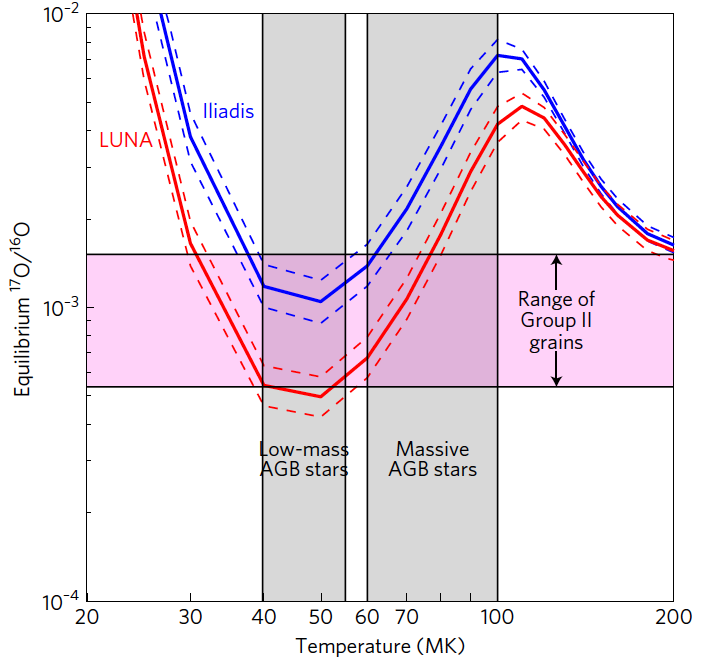 10⁻²
Iliadis
LUNA
Equilibrium ¹⁷O/¹⁶O
10⁻³
Range of
Group II
grains
Low-mass
AGB stars
Massive
AGB stars
10⁻⁴
20 30 40 50 60 70 100 200
Temperature (MK)